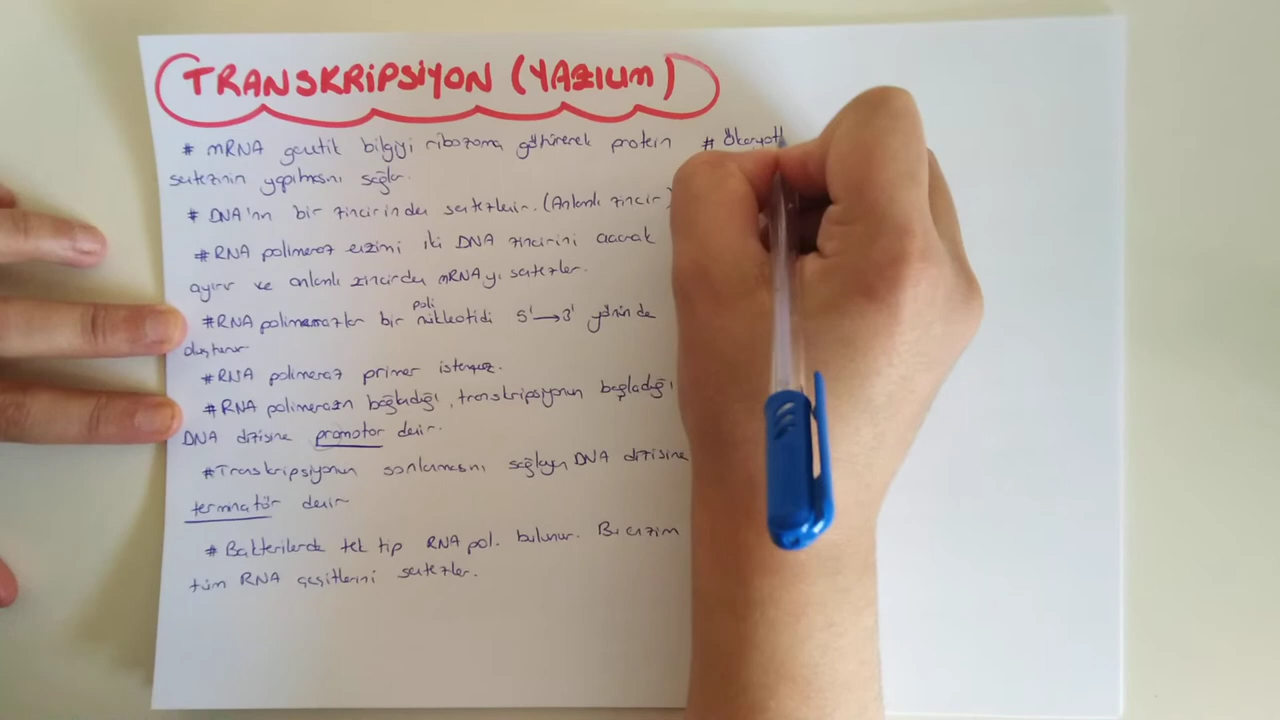 TRANSKRİPSİYON (YAZILIM)
# mRNA genetik bilgiyi ribozoma götürerek protein
sentezinin yapılmasını sağlar.
# DNA'nın bir zincirinden sentezlenir. (Anlamlı zincir)
#RNA polimeraz enzimi iki DNA zincirini açarak
ayırır ve anlamlı zincirden mRNA yı sentezler.
poli
#RNA polimerazlar bir nükleotidi 5'→3' yönünde
oluşturur
#RNA polimeraz primer istemez.
#RNA polimerazın bağladığı, transkripsiyonun başladığı
DNA dizisine promotor denir.
#Transkripsiyonun sonlanmasını sağlayan DNA dizisine
terminatör denir
# Bakterilerde tek tip RNA pol. bulunur. Bu enzim
tüm RNA çeşitlerini sentezler.
# Ökaryot